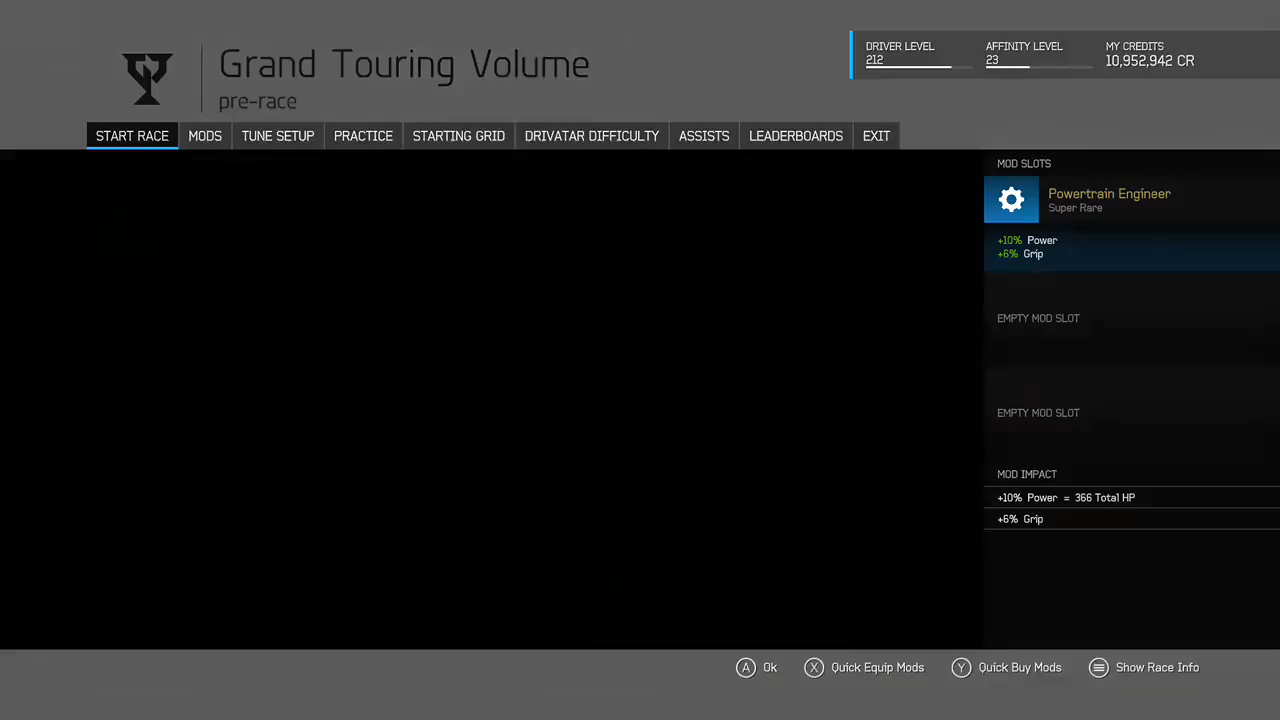 Grand Touring Volume
pre-race
DRIVER LEVEL
212
AFFINITY LEVEL
23
MY CREDITS
10,952,942 CR
START RACE MODS TUNE SETUP PRACTICE STARTING GRID DRIVATAR DIFFICULTY ASSISTS LEADERBOARDS EXIT
MOD SLOTS
Powertrain Engineer
Super Rare
+10% Power
+6% Grip
EMPTY MOD SLOT
EMPTY MOD SLOT
MOD IMPACT
+10% Power = 366 Total HP
+6% Grip
A Ok X Quick Equip Mods Y Quick Buy Mods Show Race Info